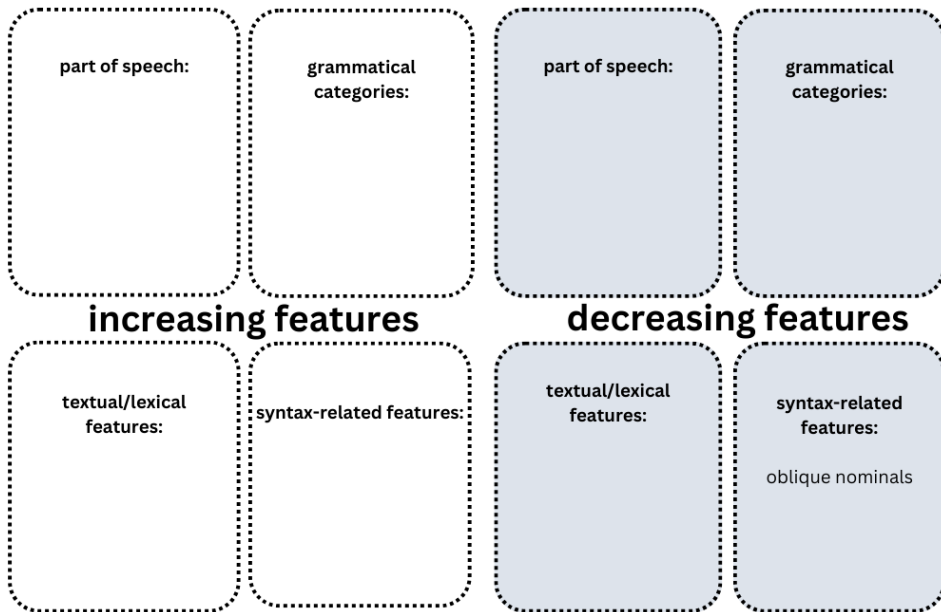 part of speech:
grammatical
categories:
part of speech:
grammatical
categories:
increasing features
decreasing features
textual/lexical
features:
syntax-related features:
textual/lexical
features:
syntax-related
features:
oblique nominals